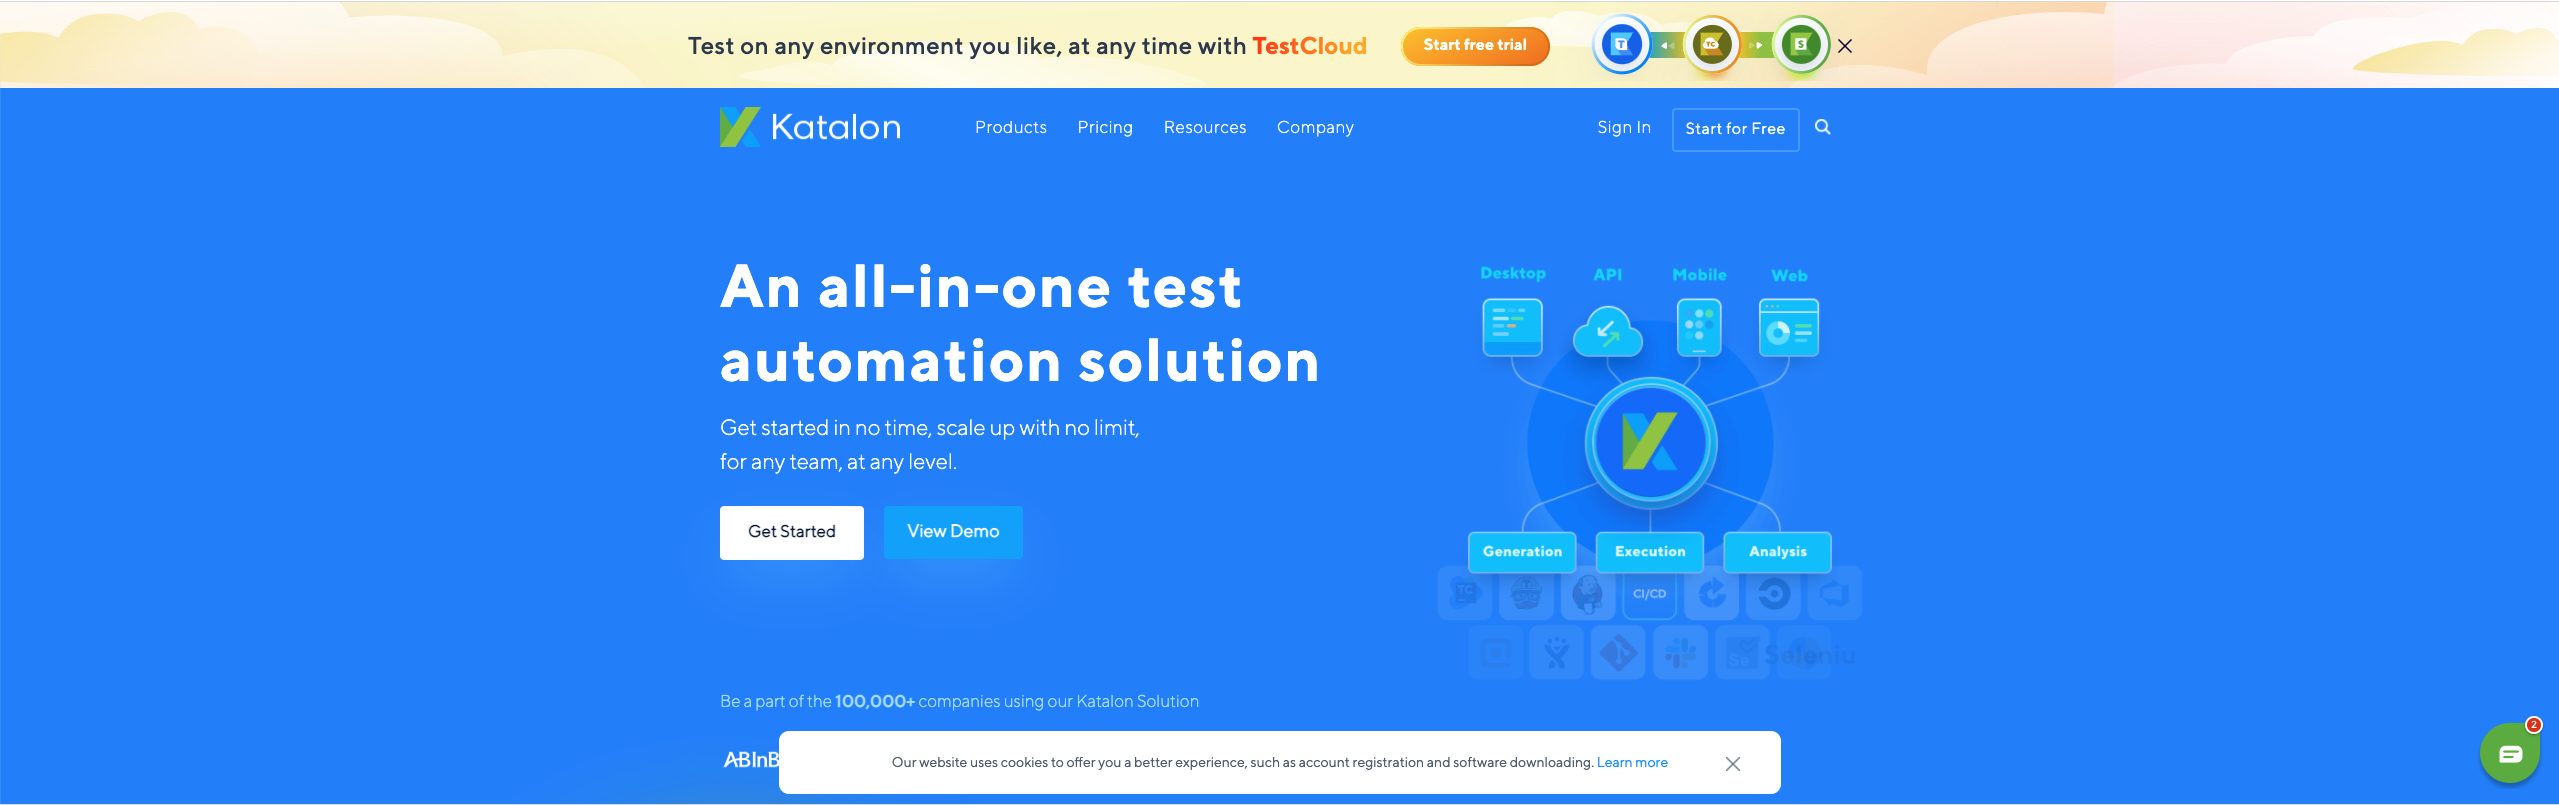 Test on any environment you like, at any time with TestCloud
Start free trial
T
TC
S
Katalon
Products
Pricing
Resources
Company
Sign In
Start for Free
An all-in-one test
automation solution
Get started in no time, scale up with no limit,
for any team, at any level.
Get Started
View Demo
Desktop
API
Mobile
Web
Generation
Execution
Analysis
TC
CI/CD
Se
Seleniu
Be a part of the 100,000+ companies using our Katalon Solution
ABInB
Our website uses cookies to offer you a better experience, such as account registration and software downloading. Learn more
2